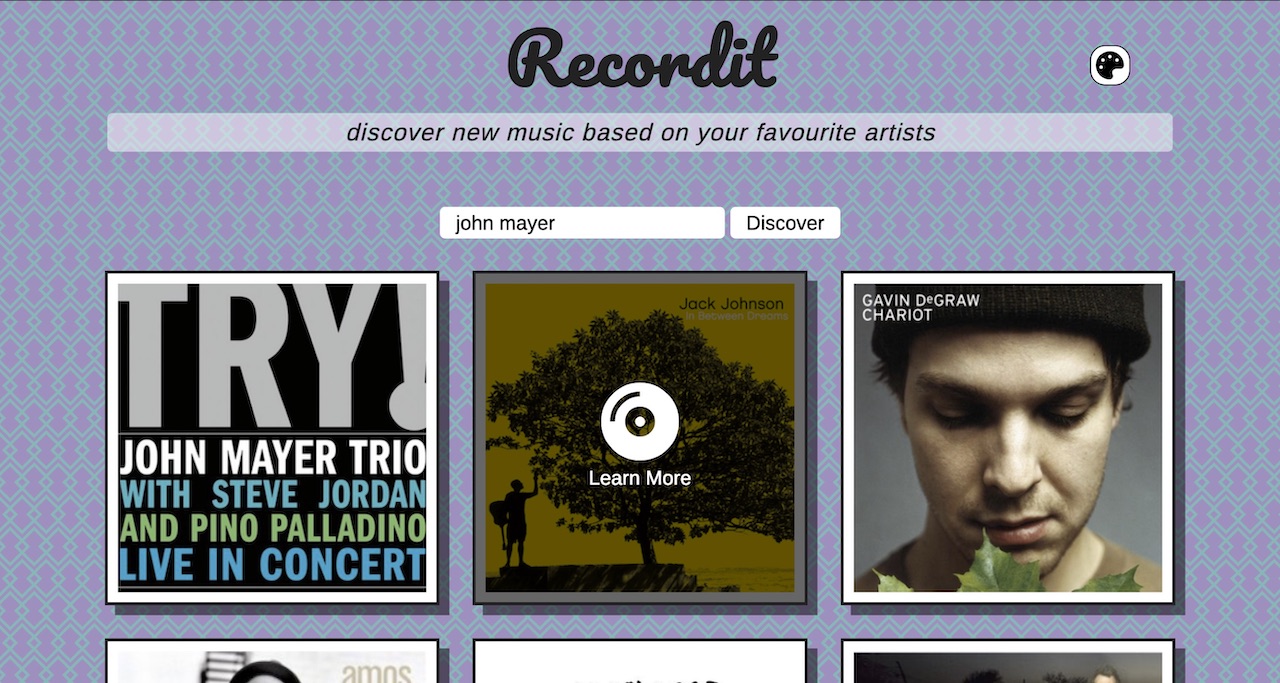 Recordit
discover new music based on your favourite artists
john mayer
Discover
TRY!
JOHN MAYER TRIO
WITH STEVE JORDAN
AND PINO PALLADINO
LIVE IN CONCERT
Jack Johnson
In Between Dreams
Learn More
GAVIN DeGRAW
CHARIOT
amos